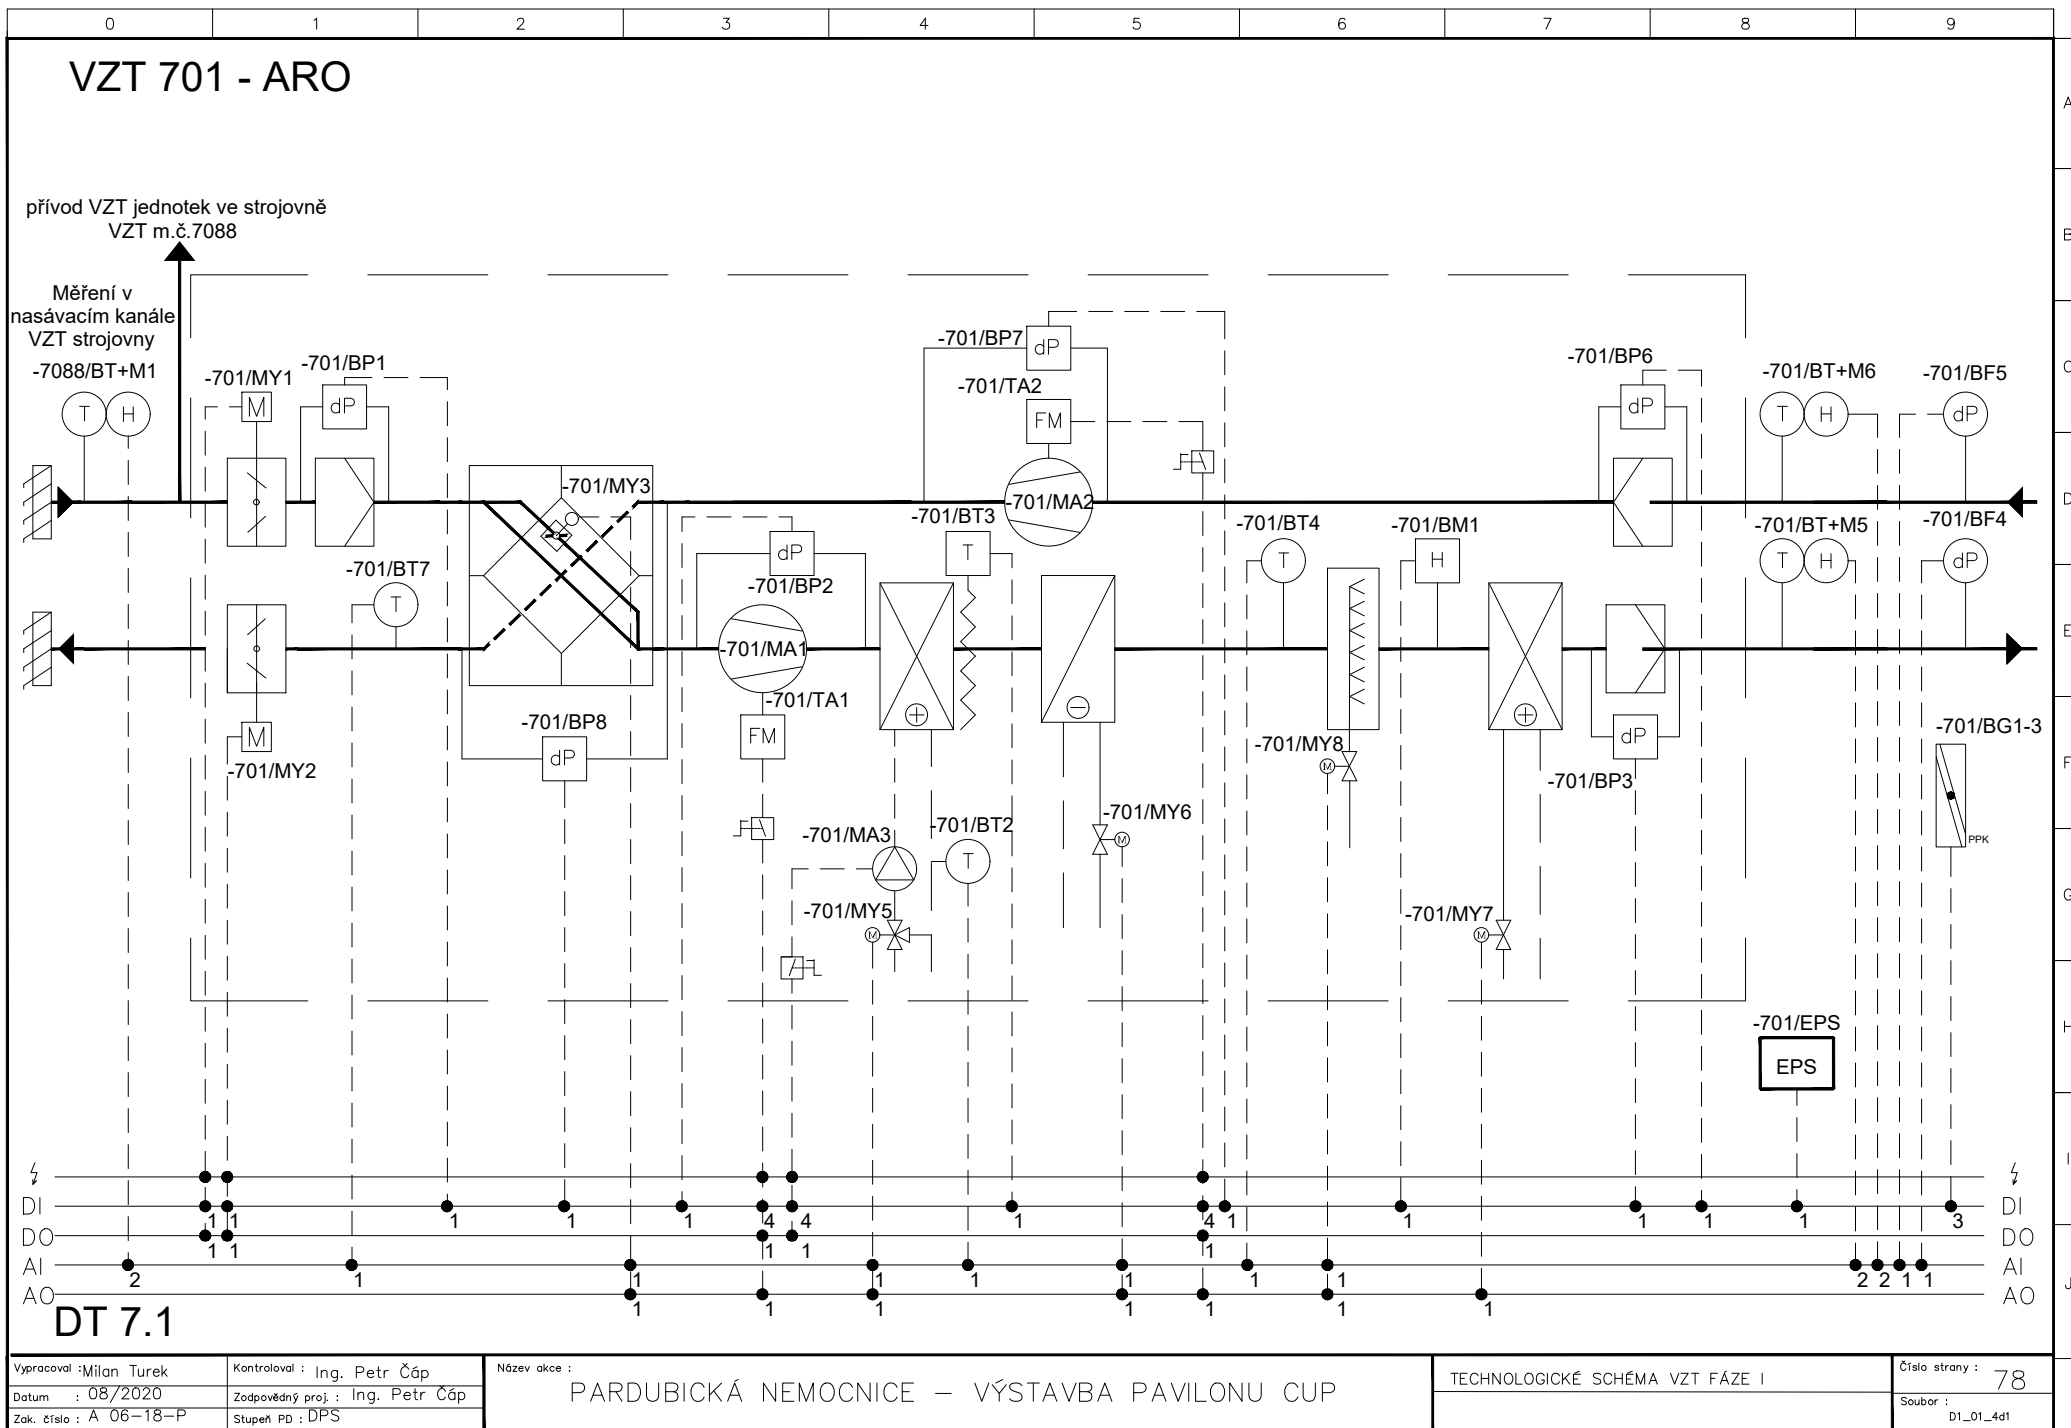 0 1 2 3 4 5 6 7 8 9
VZT 701 - ARO
A
přívod VZT jednotek ve strojovně
VZT m.č.7088
B
Měření v
nasávacím kanále
VZT strojovny
-7088/BT+M1
T H
-701/MY1
M
-701/BP1
dP
-701/BP7
dP
-701/TA2
FM
-701/BP6
dP
-701/BT+M6
T H
-701/BF5
dP
C
-701/MY3
-701/MA2
D
-701/BT3
T
-701/BT4
T
-701/BM1
H
-701/BT+M5
T H
-701/BF4
dP
-701/BT7
T
dP
-701/BP2
-701/MA1
E
-701/TA1
FM
-701/BP8
dP
M
-701/MY2
-701/MY8
M
dP
-701/BP3
-701/BG1-3
PPK
F
-701/MY6
M
-701/MA3
-701/BT2
T
-701/MY5
M
-701/MY7
M
G
-701/EPS
EPS
H
I
DI DI
1 1 1 1 1 4 4 1 4 1 1 1 1 1 3
DO DO
1 1 1 1 1
AI AI
2 1 1 1 1 1 1 2 2 1 1
AO AO
1 1 1 1 1 1 1
J
DT 7.1
Vypracoval : Milan Turek
Kontroloval : Ing. Petr Čáp
Název akce :
PARDUBICKÁ NEMOCNICE – VÝSTAVBA PAVILONU CUP
TECHNOLOGICKÉ SCHÉMA VZT FÁZE I
Číslo strany : 78
Datum : 08/2020
Zodpovědný proj. : Ing. Petr Čáp
Zak. číslo : A 06-18-P
Stupeň PD : DPS
Soubor :
D1_01_4d1